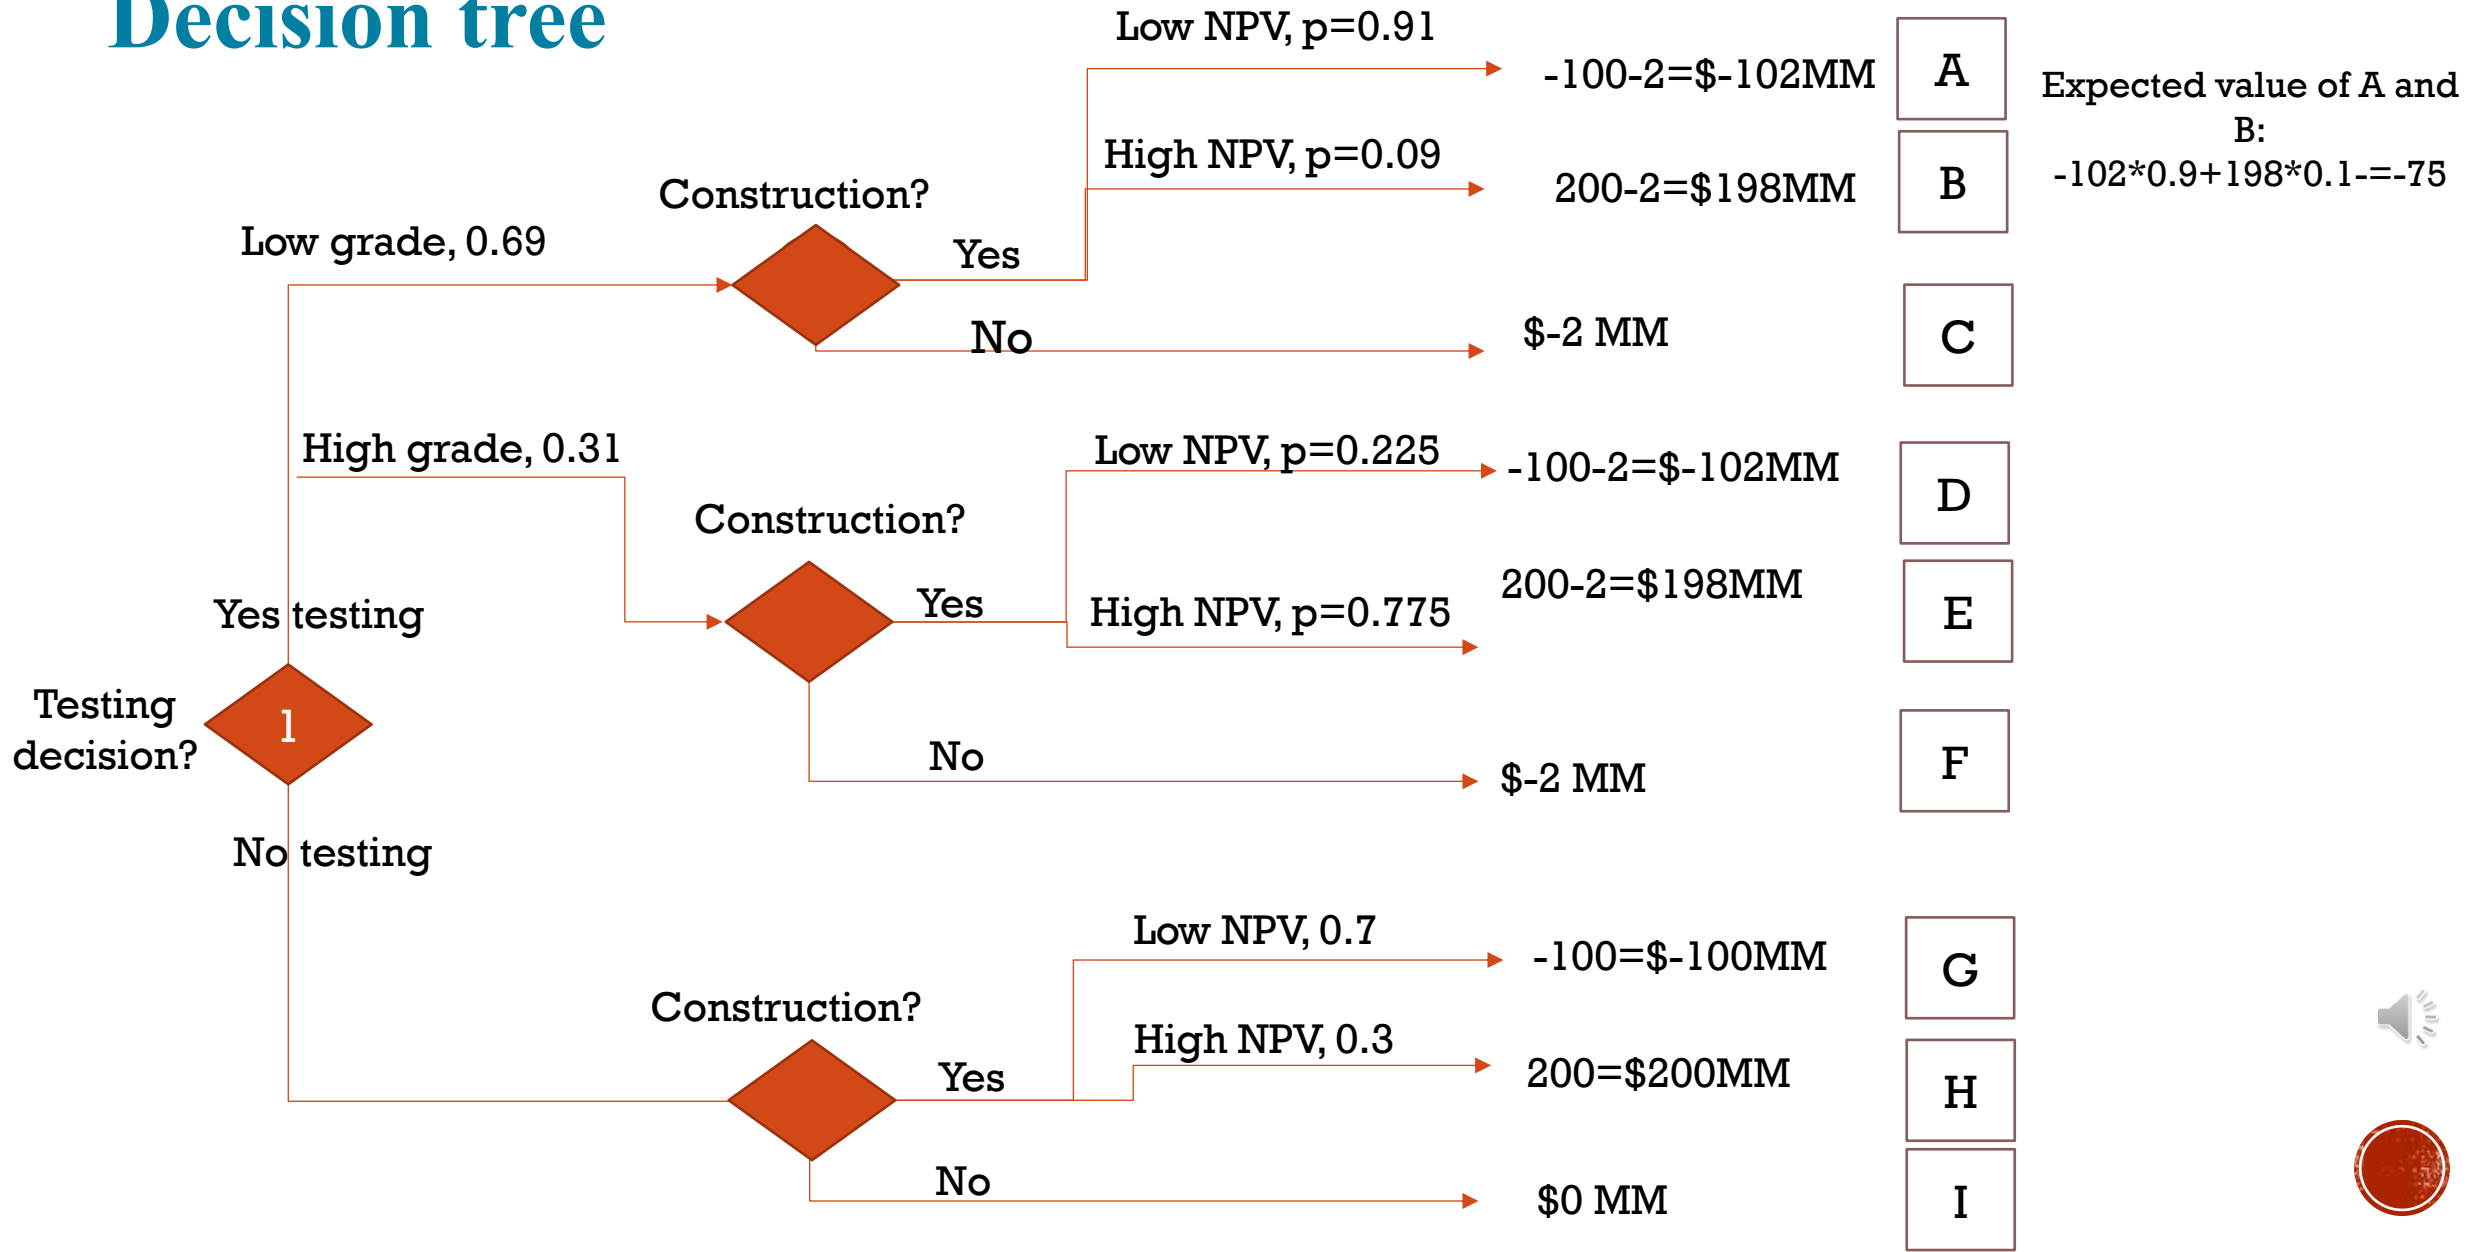 Decision tree
Low NPV, p=0.91
-100-2=$-102MM
A
Expected value of A and
B:
-102*0.9+198*0.1-=-75
High NPV, p=0.09
200-2=$198MM
B
Construction?
Low grade, 0.69
Yes
No
$-2 MM
C
High grade, 0.31
Low NPV, p=0.225
-100-2=$-102MM
D
Construction?
Yes
High NPV, p=0.775
200-2=$198MM
E
Yes testing
Testing
decision?
1
No
$-2 MM
F
No testing
Low NPV, 0.7
-100=$-100MM
G
Construction?
High NPV, 0.3
Yes
200=$200MM
H
No
$0 MM
I